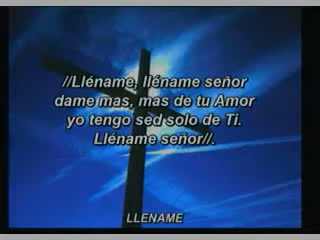 //Lléname, lléname señor
dame mas, mas de tu Amor
yo tengo sed solo de Ti.
Lléname señor//.
LLENAME